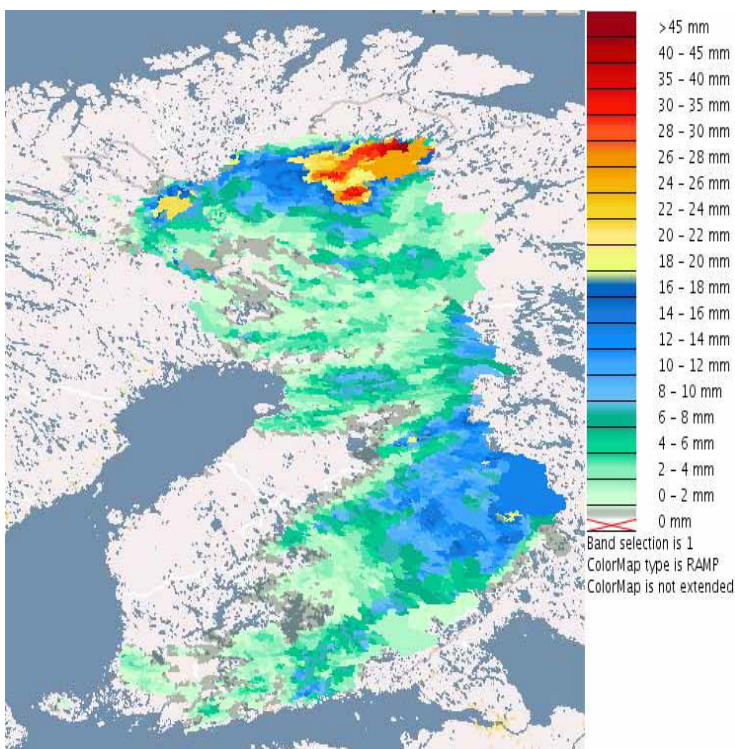 >45 mm
40 - 45 mm
35 - 40 mm
30 - 35 mm
28 - 30 mm
26 - 28 mm
24 - 26 mm
22 - 24 mm
20 - 22 mm
18 - 20 mm
16 - 18 mm
14 - 16 mm
12 - 14 mm
10 - 12 mm
8 - 10 mm
6 - 8 mm
4 - 6 mm
2 - 4 mm
0 - 2 mm
0 mm
Band selection is 1
ColorMap type is RAMP
ColorMap is not extended